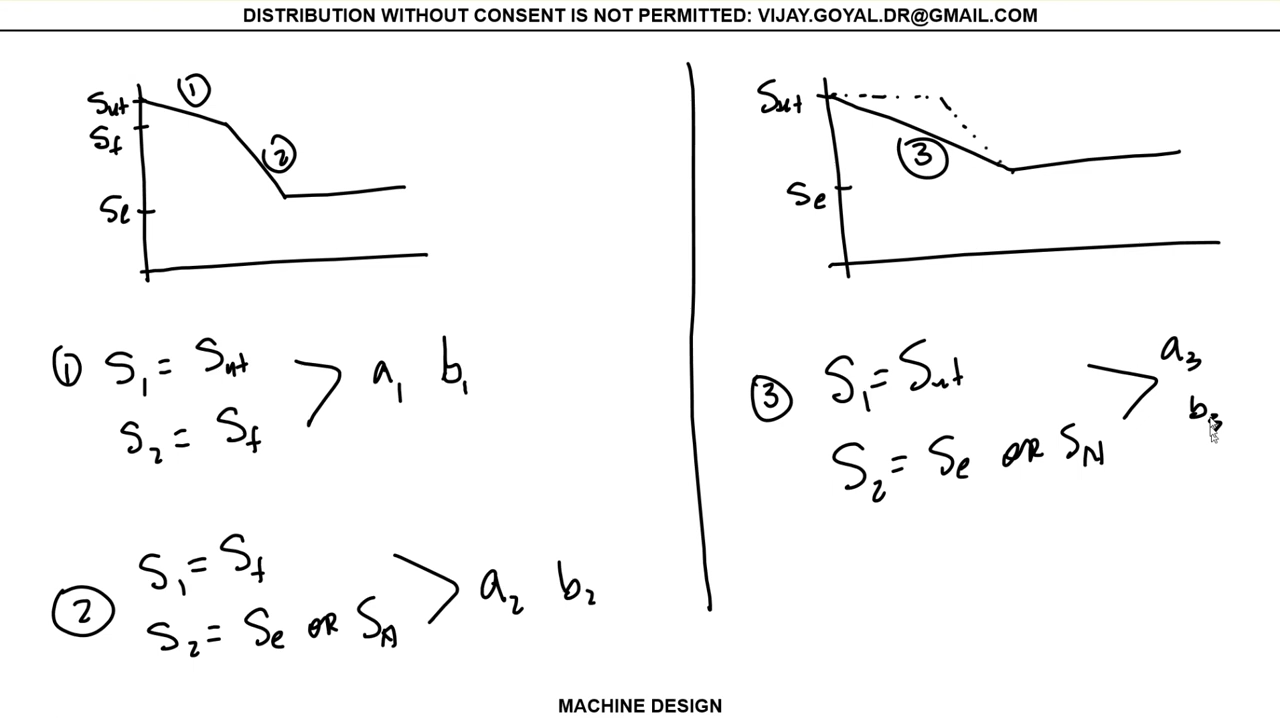 DISTRIBUTION WITHOUT CONSENT IS NOT PERMITTED: VIJAY.GOYAL.DR@GMAIL.COM
Sut
Sf
Se
①
②
① S₁ = Sut
S₂ = Sf
a₁ b₁
② S₁ = Sf
S₂ = Se OR SN
a₂ b₂
Sut
Se
③
③ S₁ = Sut
S₂ = Se OR SN
a₃
b₃
MACHINE DESIGN